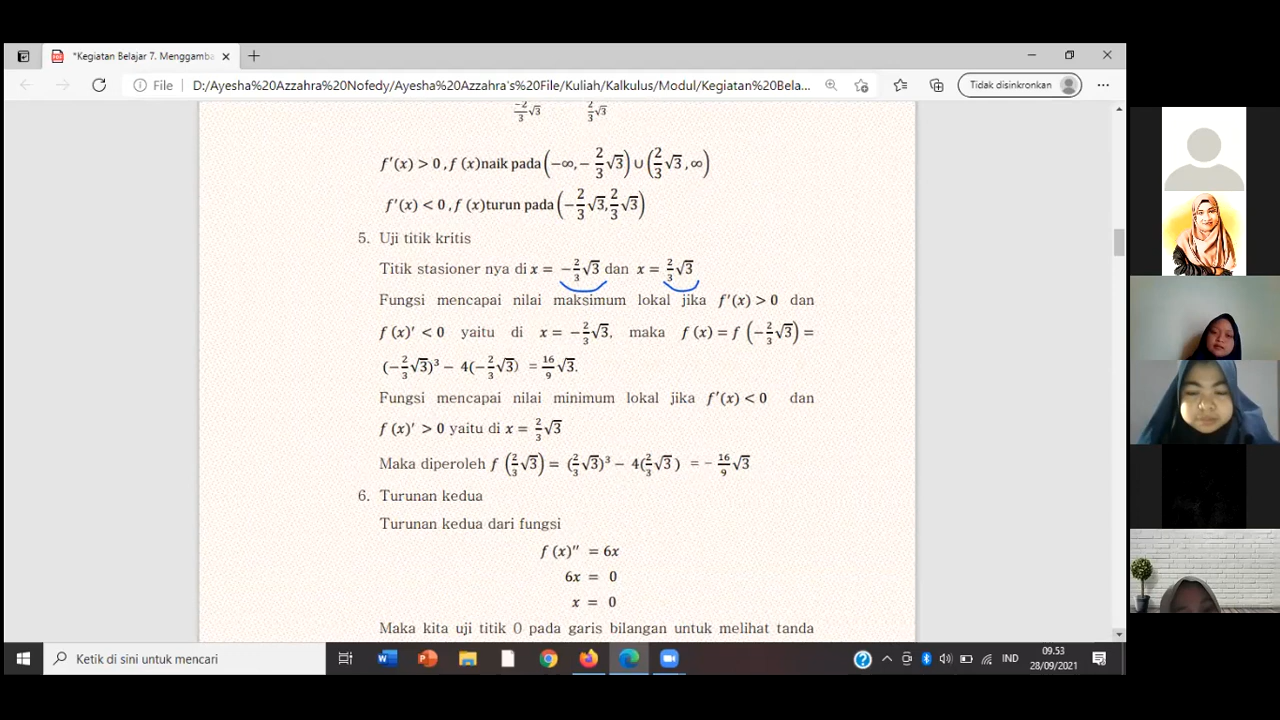 *Kegiatan Belajar 7. Menggamba
File D:/Ayesha%20Azzahra%20Nofedy/Ayesha%20Azzahra's%20File/Kuliah/Kalkulus/Modul/Kegiatan%20Bela...
Tidak disinkronkan
−2/3√3 2/3√3
f′(x) > 0 , f (x)naik pada (−∞, − 2/3 √3) ∪ (2/3 √3 , ∞)
f′(x) < 0 , f (x)turun pada (− 2/3 √3, 2/3 √3)
5. Uji titik kritis
Titik stasioner nya di x = −2/3√3 dan x = 2/3√3
Fungsi mencapai nilai maksimum lokal jika f′(x) > 0 dan
f (x)′ < 0 yaitu di x = −2/3√3, maka f (x) = f (−2/3√3) =
(−2/3√3)³ − 4(−2/3√3) = 16/9√3.
Fungsi mencapai nilai minimum lokal jika f′(x) < 0 dan
f (x)′ > 0 yaitu di x = 2/3√3
Maka diperoleh f (2/3√3) = (2/3√3)³ − 4(2/3√3 ) = − 16/9√3
6. Turunan kedua
Turunan kedua dari fungsi
f (x)′′ = 6x
6x = 0
x = 0
Maka kita uji titik 0 pada garis bilangan untuk melihat tanda
Ketik di sini untuk mencari
IND
09.53
28/09/2021